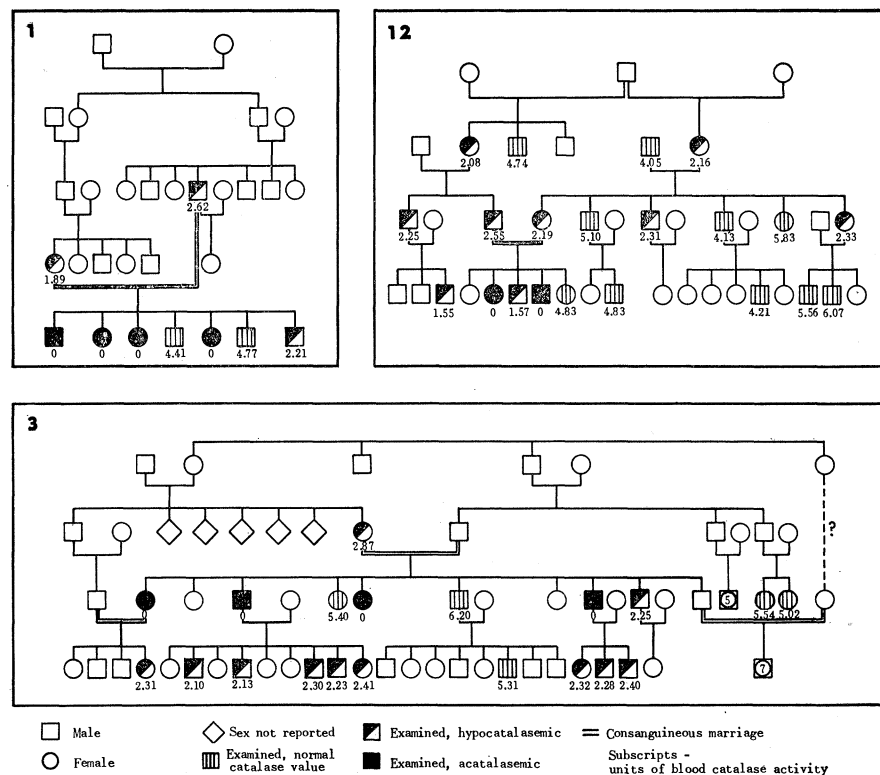 1
2.62
1.89
0 0 0 4.41 0 4.77 2.21
12
2.08 4.74 4.05 2.16
2.25 2.55 2.19 5.10 2.31 4.13 5.83 2.33
1.55 0 1.57 0 4.83 4.83 4.21 5.56 6.07
3
2.87 ?
0 0 5.40 0 6.20 0 2.25 5 5.54 5.02
2.31 2.10 2.13 2.30 2.23 2.41 5.31 2.32 2.28 2.40 7
Male Sex not reported Examined, hypocatalasemic Consanguineous marriage
Female Examined, normal catalase value Examined, acatalasemic Subscripts -
units of blood catalase activity